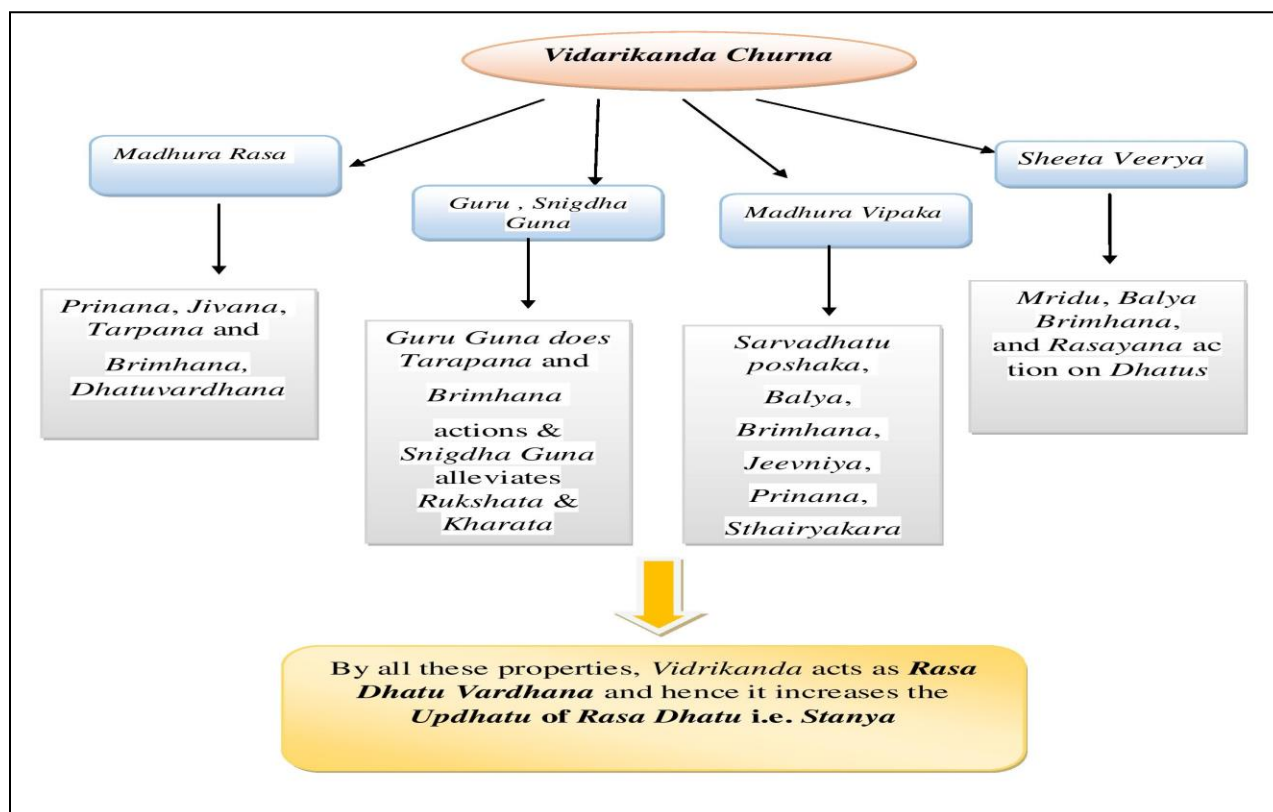 Vidarikanda Churna
Madhura Rasa
Guru , Snigdha
Guna
Madhura Vipaka
Sheeta Veerya
Prinana, Jivana,
Tarpana and
Brimhana,
Dhatuvardhana
Guru Guna does
Tarapana and
Brimhana
actions &
Snigdha Guna
alleviates
Rukshata &
Kharata
Sarvadhatu
poshaka,
Balya,
Brimhana,
Jeevniya,
Prinana,
Sthairyakara
Mridu, Balya
Brimhana,
and Rasayana ac
tion on Dhatus
By all these properties, Vidrikanda acts as Rasa
Dhatu Vardhana and hence it increases the
Updhatu of Rasa Dhatu i.e. Stanya